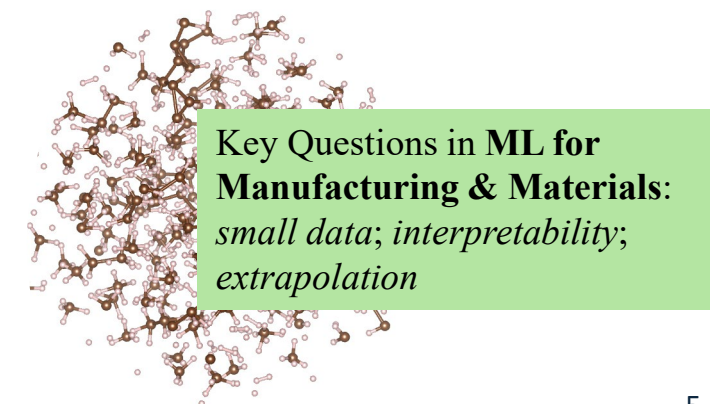 Key Questions in ML for
Manufacturing & Materials:
small data; interpretability;
extrapolation